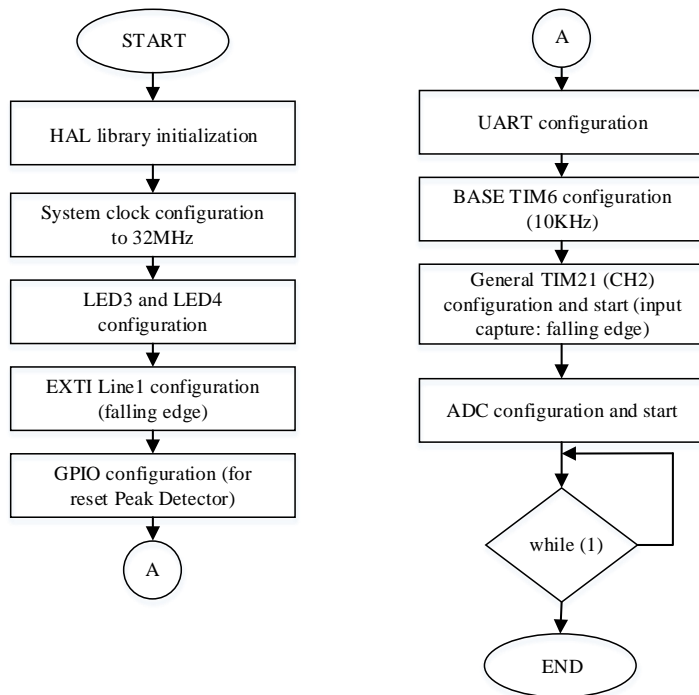 START
HAL library initialization
System clock configuration
to 32MHz
LED3 and LED4
configuration
EXTI Line1 configuration
(falling edge)
GPIO configuration (for
reset Peak Detector)
A
A
UART configuration
BASE TIM6 configuration
(10KHz)
General TIM21 (CH2)
configuration and start (input
capture: falling edge)
ADC configuration and start
while (1)
END